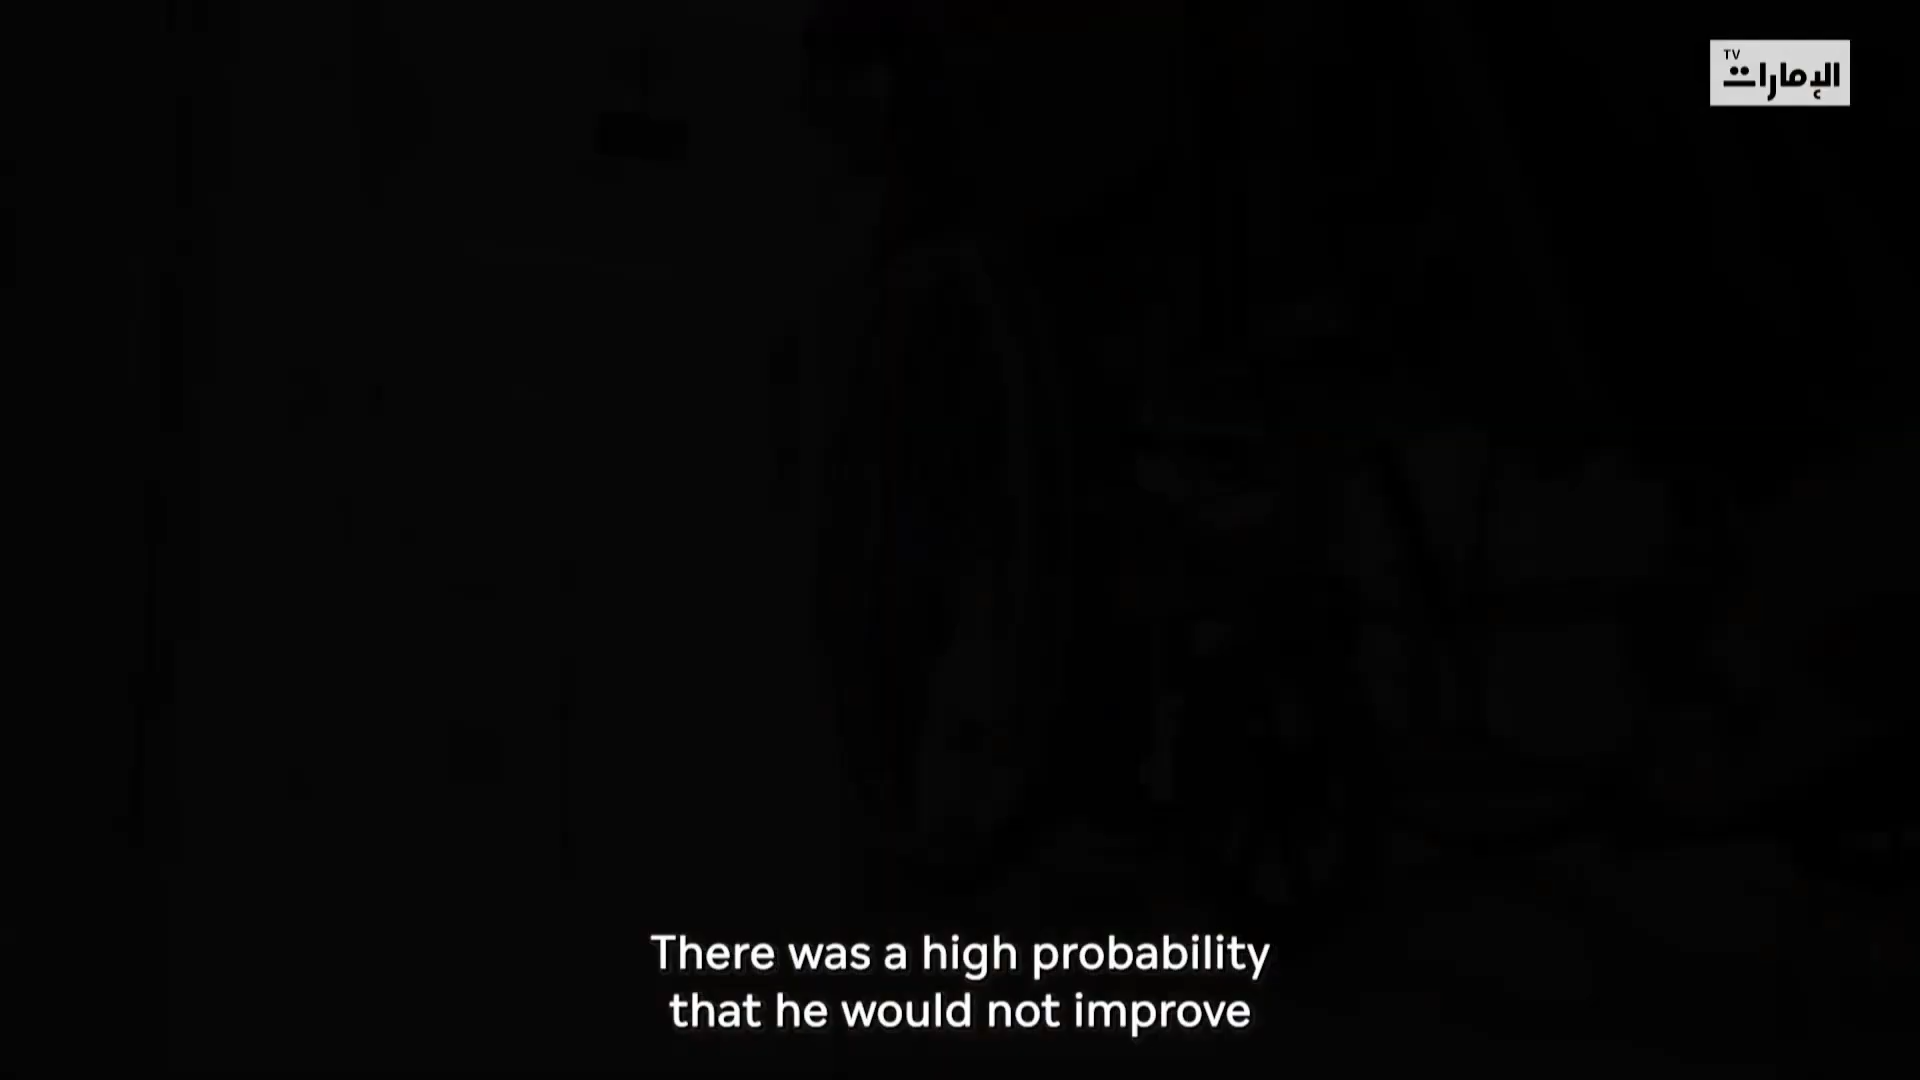 TV
الإمارات
There was a high probability
that he would not improve